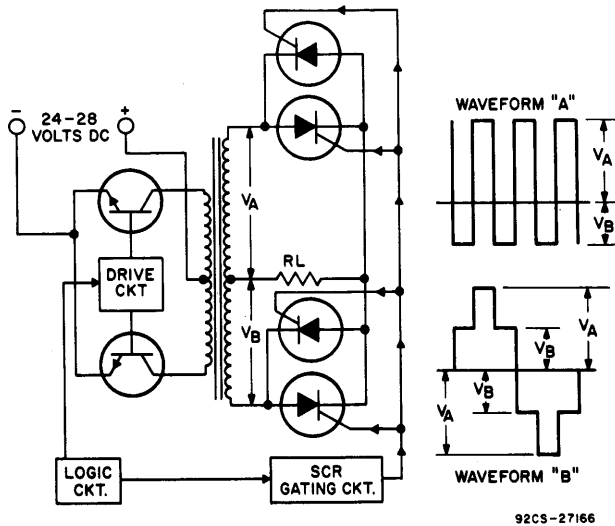 −
24-28
+
VOLTS DC
DRIVE
CKT
LOGIC
CKT.
SCR
GATING CKT.
VA
RL
VB
WAVEFORM "A"
VA
VB
VA
VB
VB
VA
WAVEFORM "B"
92CS-27166